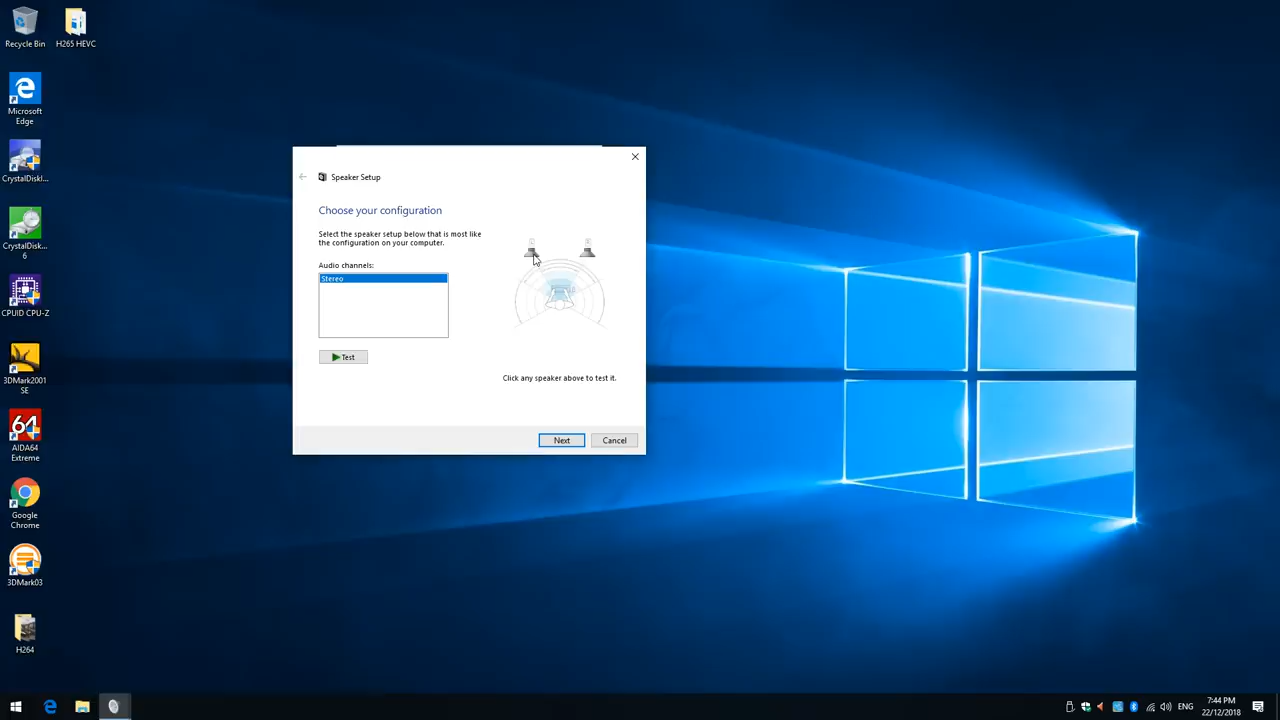 Recycle Bin
H265 HEVC
Microsoft
Edge
CrystalDiskI...
CrystalDisk...
6
CPUID CPU-Z
3DMark2001
SE
64
AIDA64
Extreme
Google
Chrome
3DMark03
H264
Speaker Setup
Choose your configuration
Select the speaker setup below that is most like
the configuration on your computer.
Audio channels:
Stereo
Test
Click any speaker above to test it.
Next
Cancel
ENG
7:44 PM
22/12/2018